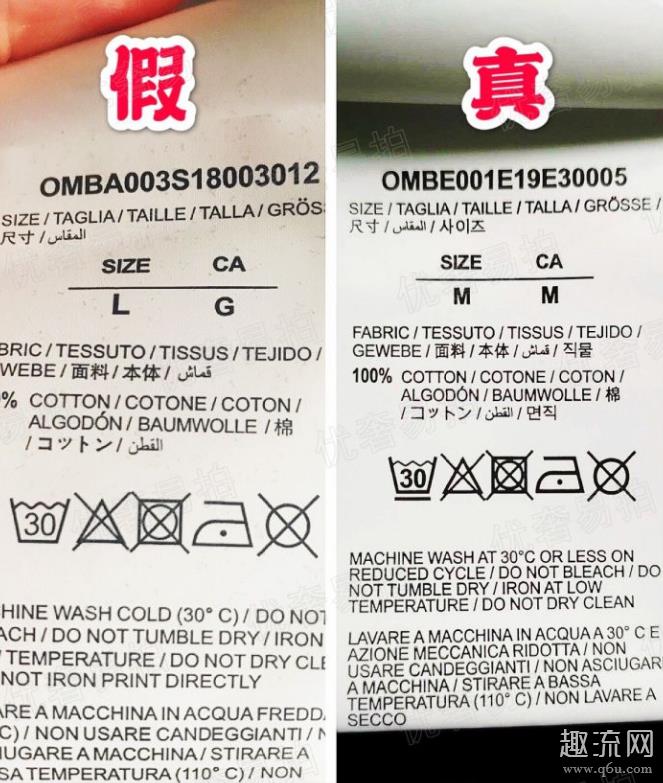 假
OMBA003S18003012
SIZE / TAGLIA / TAILLE / TALLA / GRÖS
尺寸 / المقاس
SIZE CA
L G
BRIC / TESSUTO / TISSUS / TEJIDO /
WEBE / 面料 / 本体 / قماش
% COTTON / COTONE / COTON /
ALGODÓN / BAUMWOLLE / 棉
/ コットン / القطن
30
HINE WASH COLD (30° C) / DO NOT
ACH / DO NOT TUMBLE DRY / IRON
/ TEMPERATURE / DO NOT DRY CLE
NOT IRON PRINT DIRECTLY
ARE A MACCHINA IN ACQUA FREDDA
C) / NON USARE CANDEGGIANTI / N
IUGARE A MACCHINA / STIRARE A
SA TEMPERATURA (110° C) / NON
真
OMBE001E19E30005
SIZE / TAGLIA / TAILLE / TALLA / GRÖSSE /
尺寸 / المقاس / 사이즈
SIZE CA
M M
FABRIC / TESSUTO / TISSUS / TEJIDO /
GEWEBE / 面料 / 本体 / قماش / 직물
100% COTTON / COTONE / COTON /
ALGODÓN / BAUMWOLLE / 棉
/ コットン / القطن / 면직
30
MACHINE WASH AT 30°C OR LESS ON
REDUCED CYCLE / DO NOT BLEACH / DO
NOT TUMBLE DRY / IRON AT LOW
TEMPERATURE / DO NOT DRY CLEAN
LAVARE A MACCHINA IN ACQUA A 30° C E
AZIONE MECCANICA RIDOTTA / NON
USARE CANDEGGIANTI / NON ASCIUGAR
A MACCHINA / STIRARE A BASSA
TEMPERATURA (110° C) / NON LAVARE A
SECCO
优奢易拍
趣流网
www.q6u.com